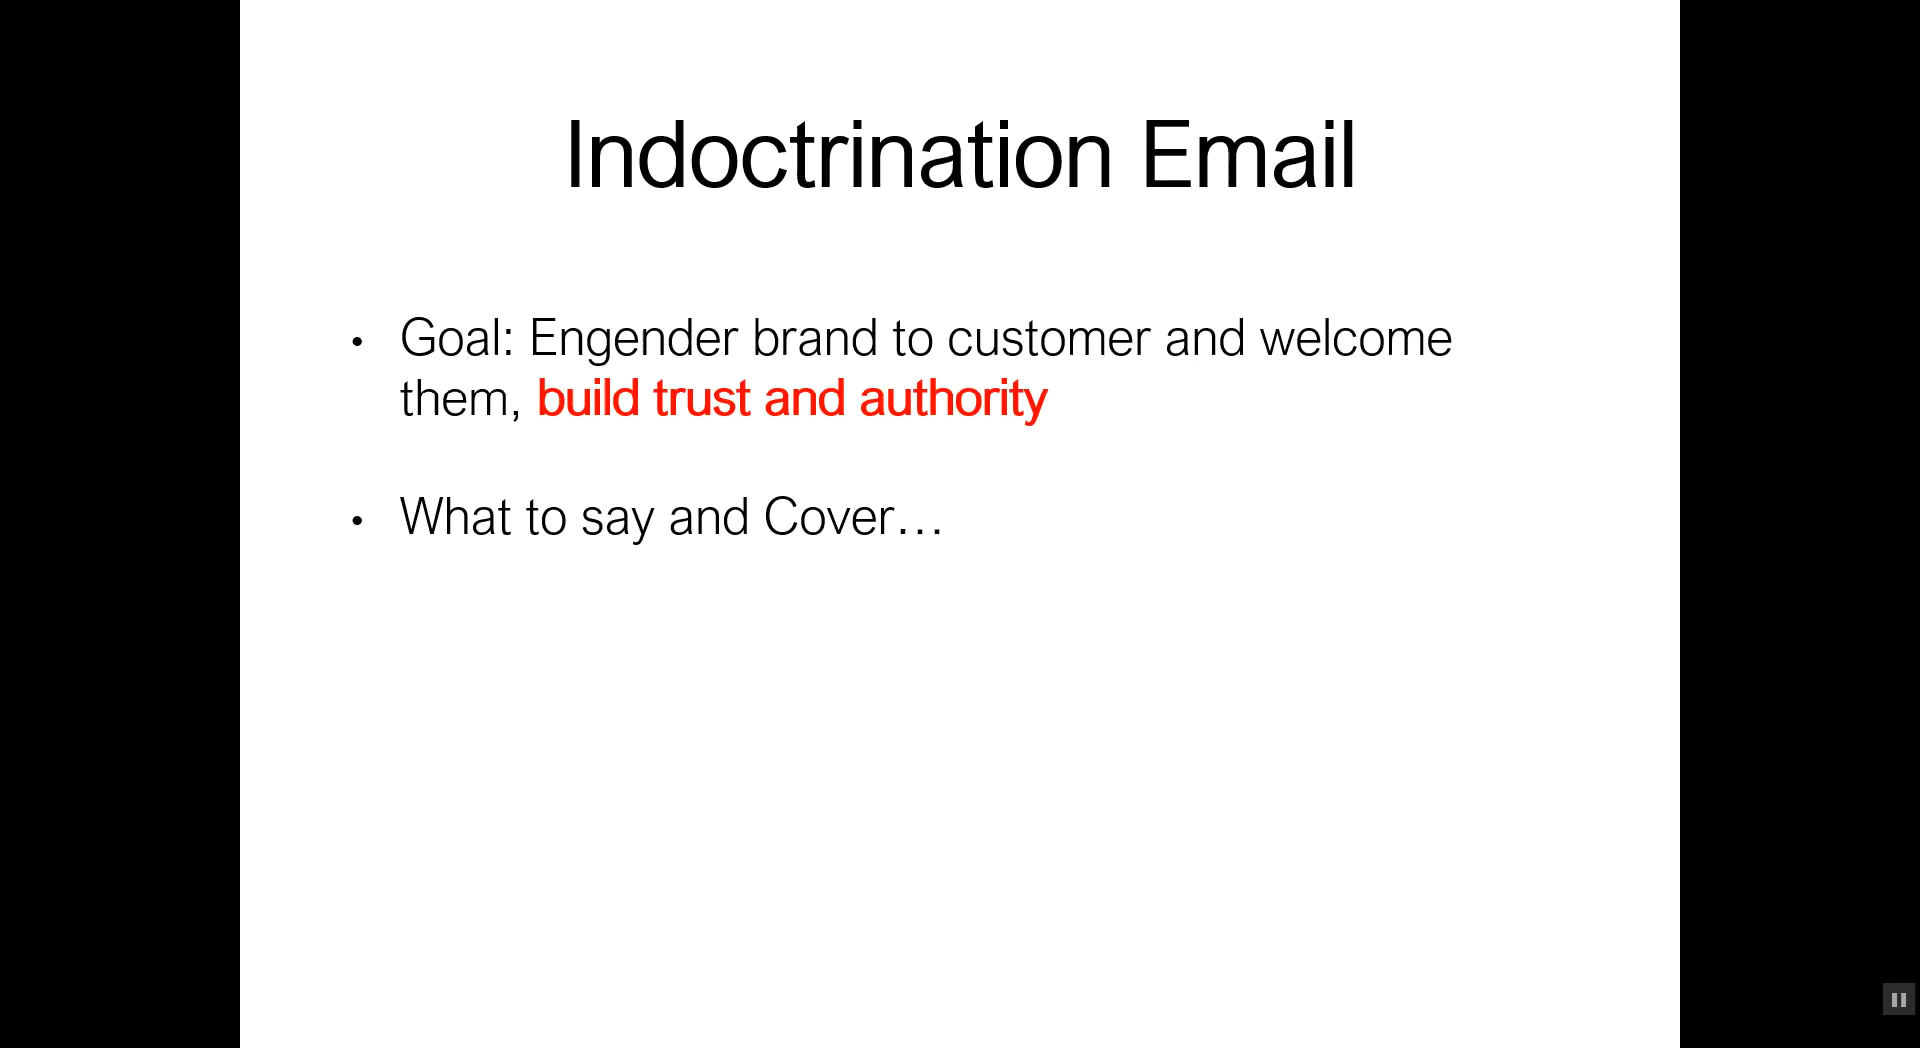 Indoctrination Email
• Goal: Engender brand to customer and welcome
them, build trust and authority
• What to say and Cover…